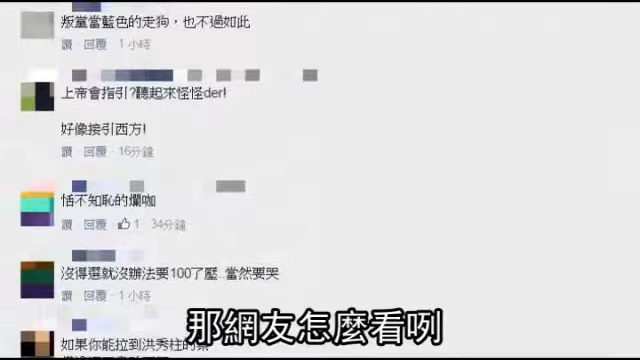 叛黨當藍色的走狗，也不過如此
讚 · 回覆 · 1 小時
上帝會指引?聽起來怪怪der!
好像接引西方!
讚 · 回覆 · 16分鐘
恬不知恥的爛咖
讚 · 回覆 · 1 · 34分鐘
沒得選就沒辦法要100了壓..當然要哭
讚 · 回覆 · 1 小時
如果你能拉到洪秀柱的票
那網友怎麼看咧